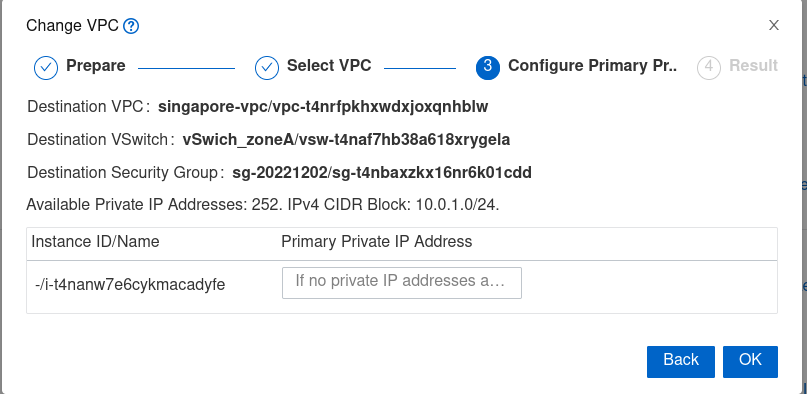 Change VPC ?
Prepare Select VPC 3 Configure Primary Pr.. 4 Result
Destination VPC : singapore-vpc/vpc-t4nrfpkhxwdxjoxqnhblw
Destination VSwitch : vSwich_zoneA/vsw-t4naf7hb38a618xrygela
Destination Security Group : sg-20221202/sg-t4nbaxzkx16nr6k01cdd
Available Private IP Addresses: 252. IPv4 CIDR Block: 10.0.1.0/24.
Instance ID/Name Primary Private IP Address
-/i-t4nanw7e6cykmacadyfe If no private IP addresses a...
Back OK